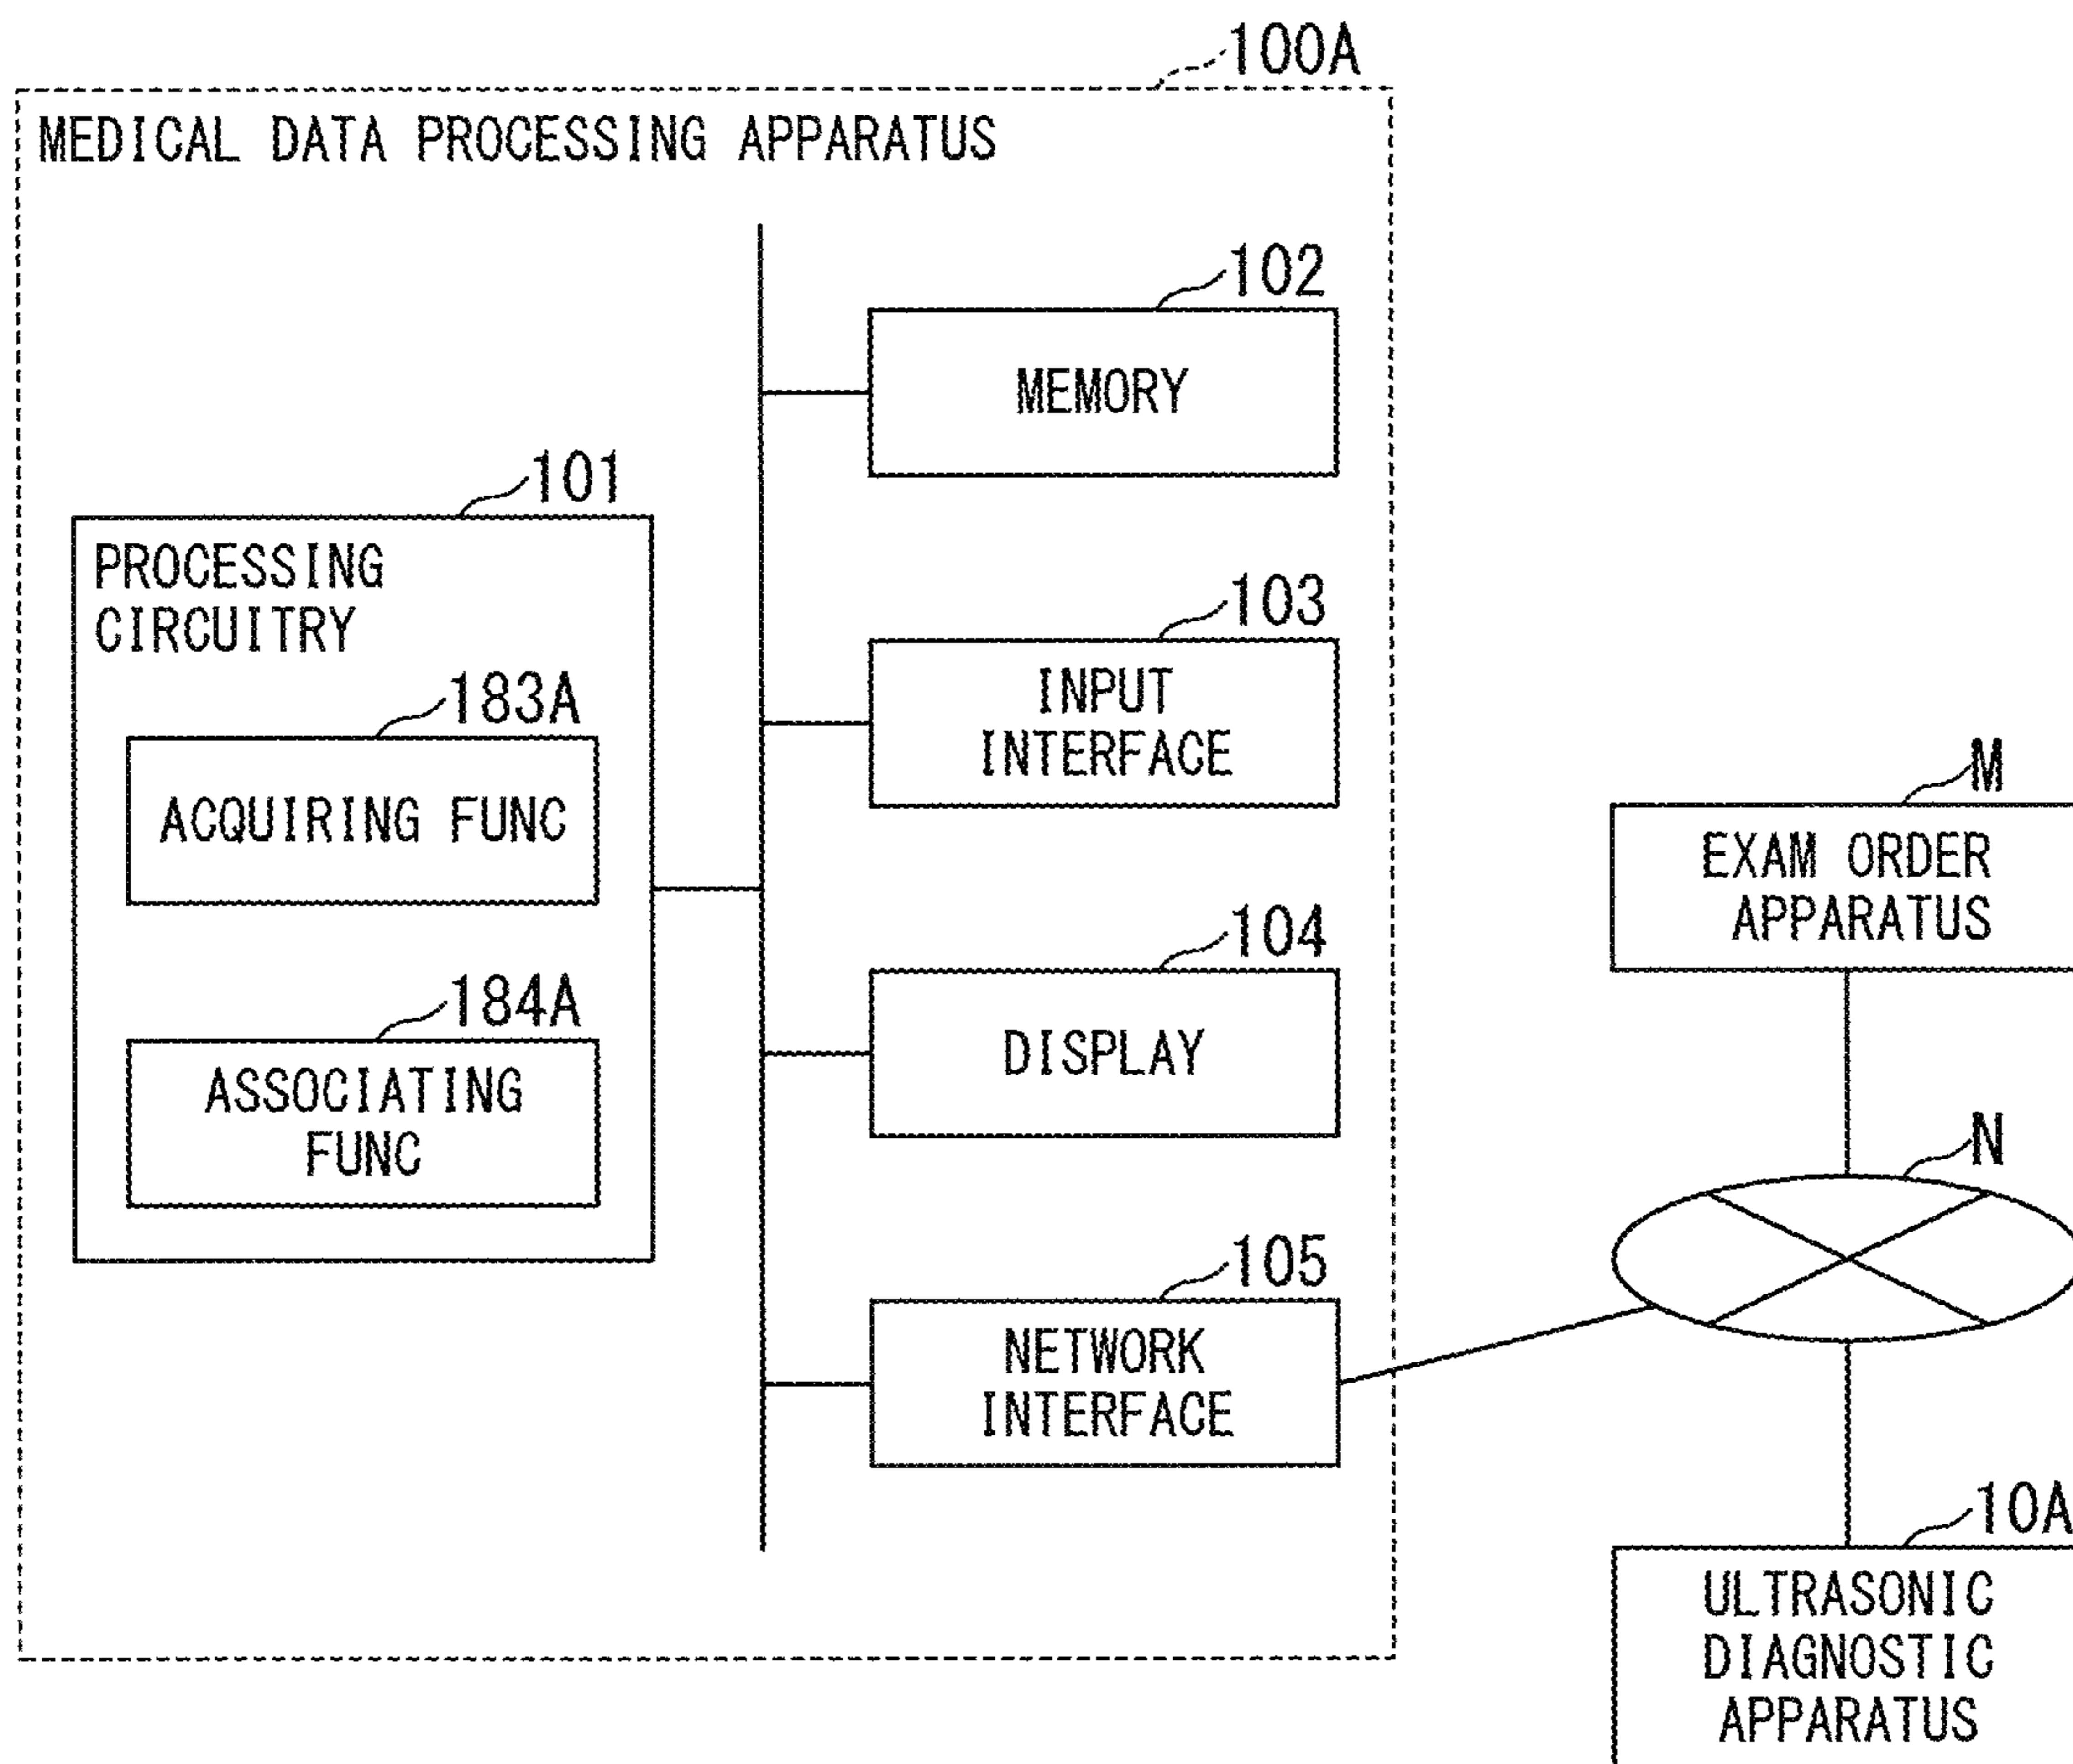 100A
MEDICAL DATA PROCESSING APPARATUS
102
MEMORY
101
PROCESSING
CIRCUITRY
183A
ACQUIRING FUNC
184A
ASSOCIATING
FUNC
103
INPUT
INTERFACE
104
DISPLAY
105
NETWORK
INTERFACE
M
EXAM ORDER
APPARATUS
N
10A
ULTRASONIC
DIAGNOSTIC
APPARATUS